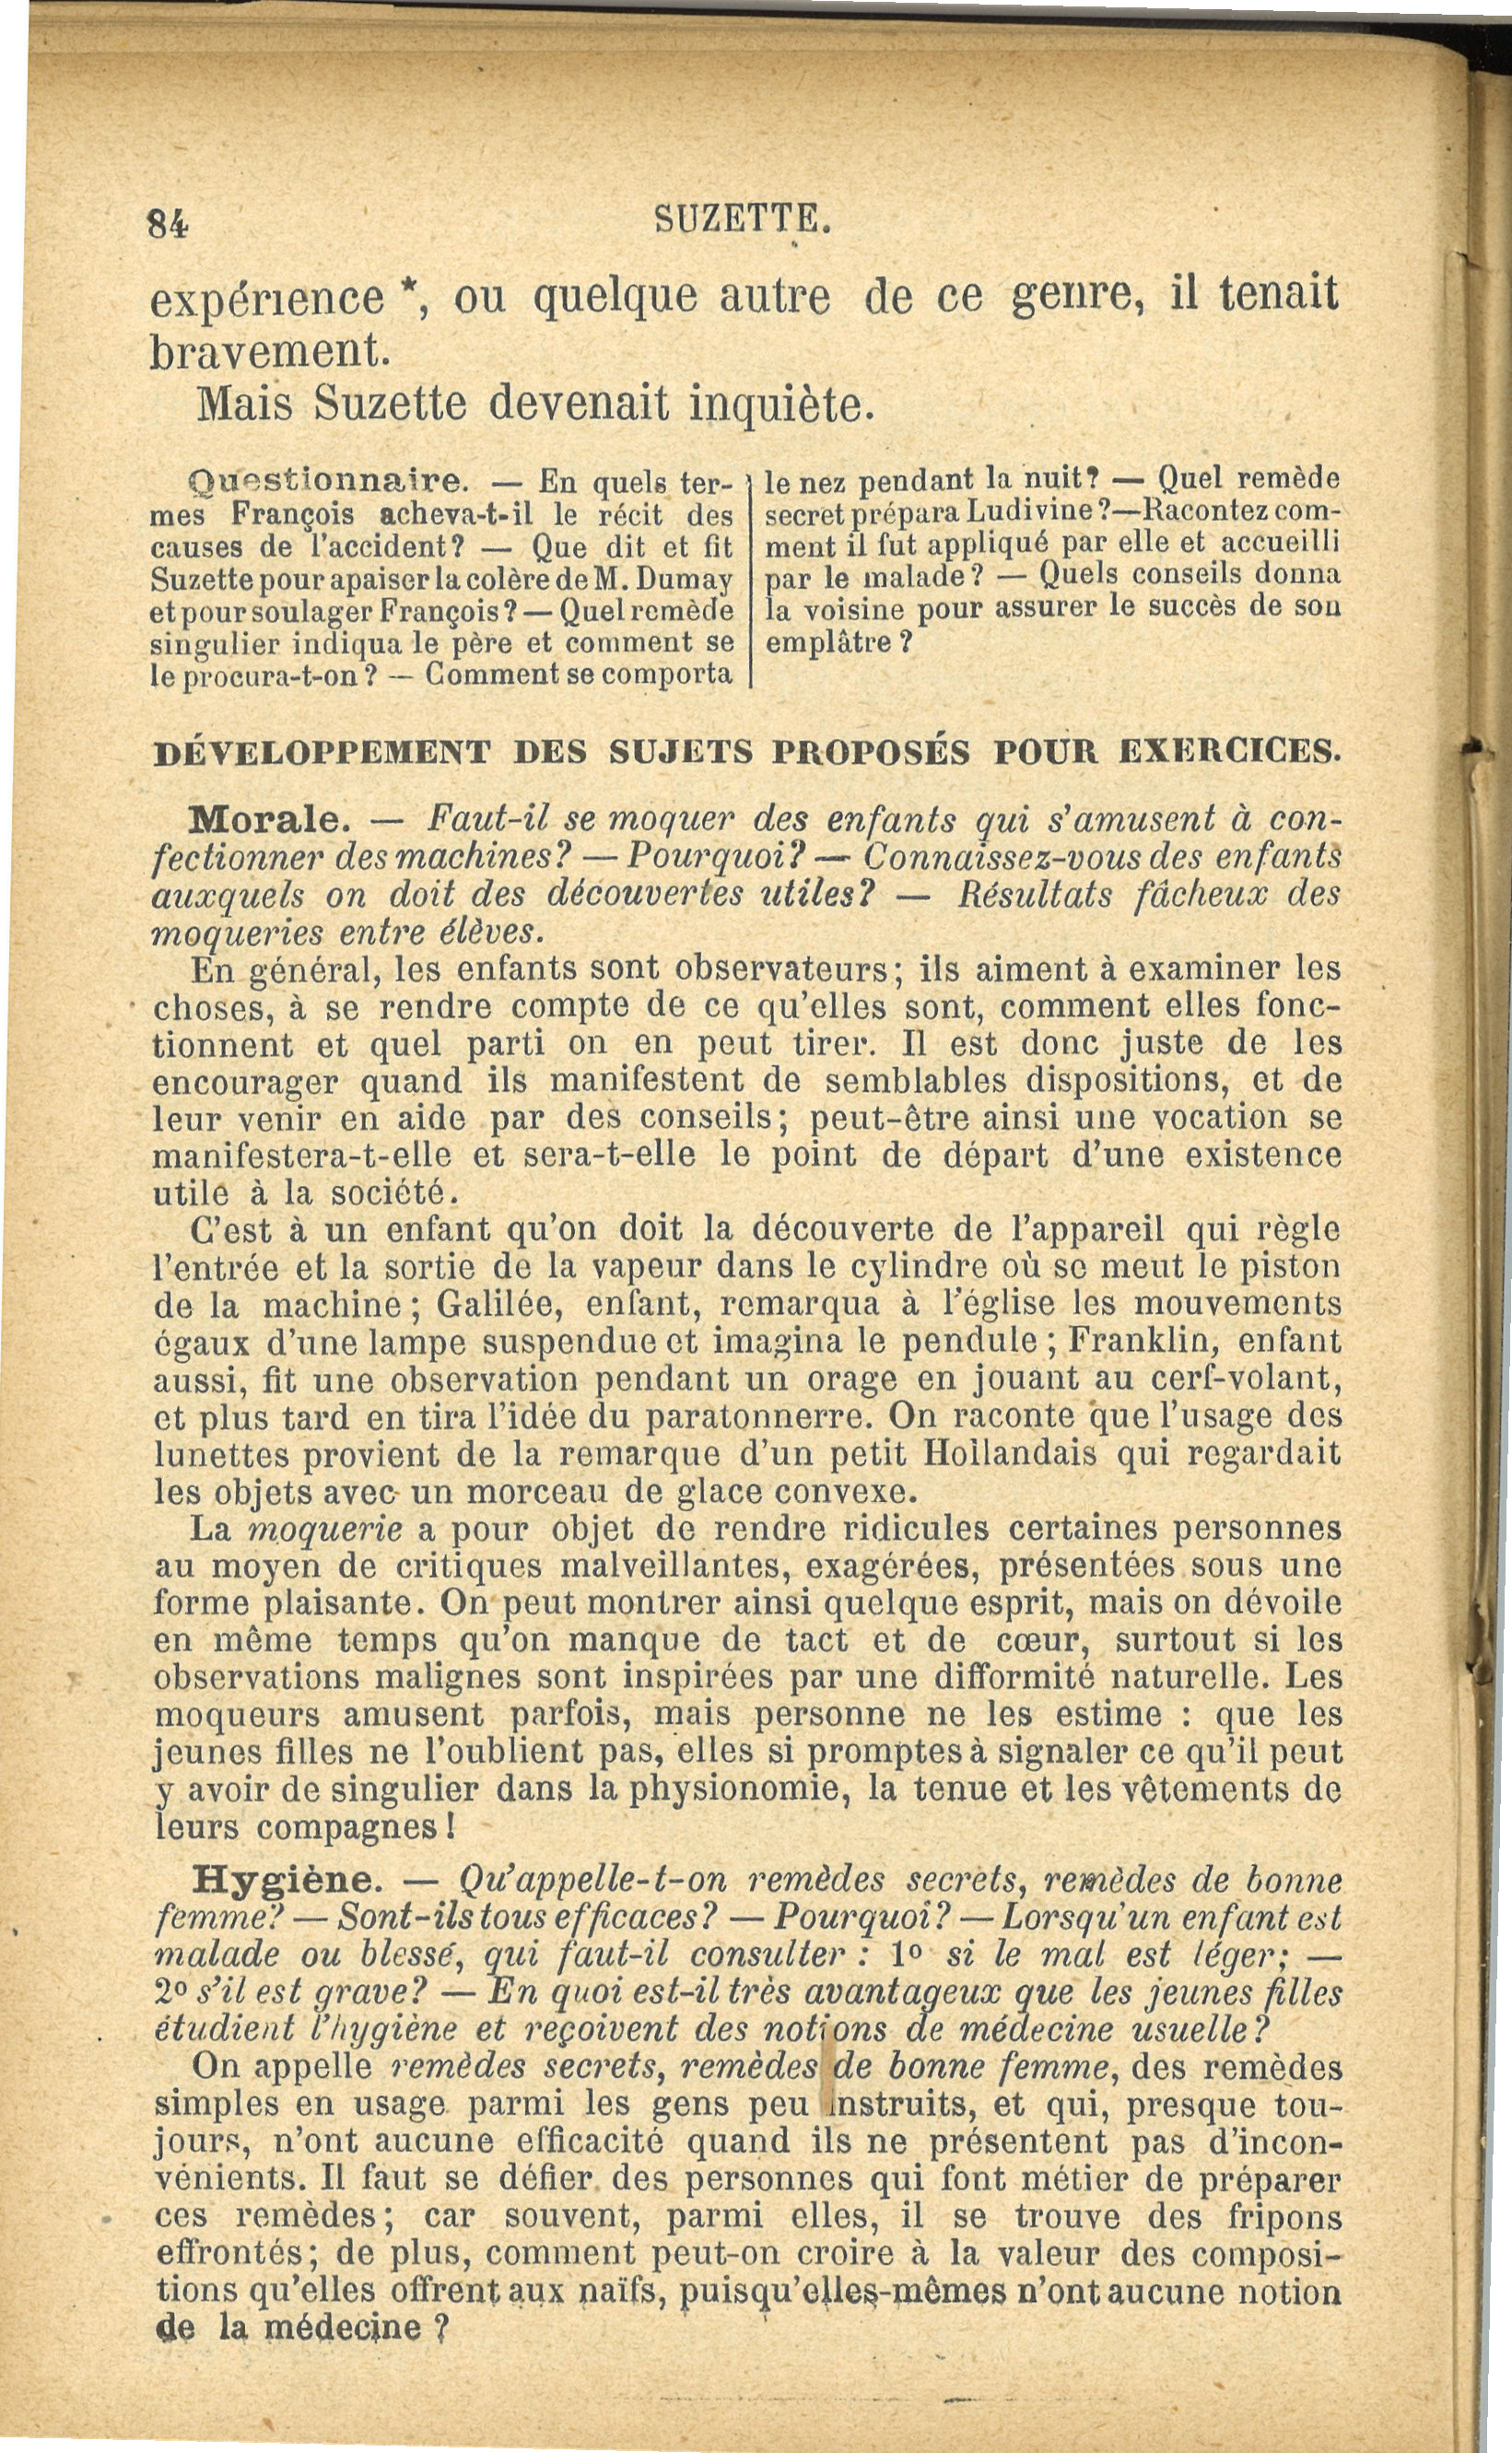 84
SUZETTE.
expérience *, ou quelque autre de ce genre, il tenait
bravement.
Mais Suzette devenait inquiète.
Questionnaire. — En quels ter-
mes François acheva-t-il le récit des
causes de l'accident? — Que dit et fit
Suzette pour apaiser la colère de M. Dumay
et pour soulager François? — Quel remède
singulier indiqua le père et comment se
le procura-t-on? — Comment se comporta
le nez pendant la nuit? — Quel remède
secret prépara Ludivine?—Racontez com-
ment il fut appliqué par elle et accueilli
par le malade? — Quels conseils donna
la voisine pour assurer le succès de son
emplâtre?
DÉVELOPPEMENT DES SUJETS PROPOSÉS POUR EXERCICES.
Morale. — Faut-il se moquer des enfants qui s'amusent à con-
fectionner des machines? — Pourquoi? — Connaissez-vous des enfants
auxquels on doit des découvertes utiles? — Résultats fâcheux des
moqueries entre élèves.
En général, les enfants sont observateurs; ils aiment à examiner les
choses, à se rendre compte de ce qu'elles sont, comment elles fonc-
tionnent et quel parti on en peut tirer. Il est donc juste de les
encourager quand ils manifestent de semblables dispositions, et de
leur venir en aide par des conseils; peut-être ainsi une vocation se
manifestera-t-elle et sera-t-elle le point de départ d'une existence
utile à la société.
C'est à un enfant qu'on doit la découverte de l'appareil qui règle
l'entrée et la sortie de la vapeur dans le cylindre où se meut le piston
de la machine; Galilée, enfant, remarqua à l'église les mouvements
égaux d'une lampe suspendue et imagina le pendule; Franklin, enfant
aussi, fit une observation pendant un orage en jouant au cerf-volant,
et plus tard en tira l'idée du paratonnerre. On raconte que l'usage des
lunettes provient de la remarque d'un petit Hollandais qui regardait
les objets avec un morceau de glace convexe.
La moquerie a pour objet de rendre ridicules certaines personnes
au moyen de critiques malveillantes, exagérées, présentées sous une
forme plaisante. On peut montrer ainsi quelque esprit, mais on dévoile
en même temps qu'on manque de tact et de cœur, surtout si les
observations malignes sont inspirées par une difformité naturelle. Les
moqueurs amusent parfois, mais personne ne les estime : que les
jeunes filles ne l'oublient pas, elles si promptes à signaler ce qu'il peut
y avoir de singulier dans la physionomie, la tenue et les vêtements de
leurs compagnes!
Hygiène. — Qu'appelle-t-on remèdes secrets, remèdes de bonne
femme? — Sont-ils tous efficaces? — Pourquoi? — Lorsqu'un enfant est
malade ou blessé, qui faut-il consulter : 1º si le mal est léger; —
2º s'il est grave? — En quoi est-il très avantageux que les jeunes filles
étudient l'hygiène et reçoivent des notions de médecine usuelle?
On appelle remèdes secrets, remèdes de bonne femme, des remèdes
simples en usage parmi les gens peu instruits, et qui, presque tou-
jours, n'ont aucune efficacité quand ils ne présentent pas d'incon-
vénients. Il faut se défier des personnes qui font métier de préparer
ces remèdes; car souvent, parmi elles, il se trouve des fripons
effrontés; de plus, comment peut-on croire à la valeur des composi-
tions qu'elles offrent aux naïfs, puisqu'elles-mêmes n'ont aucune notion
de la médecine?